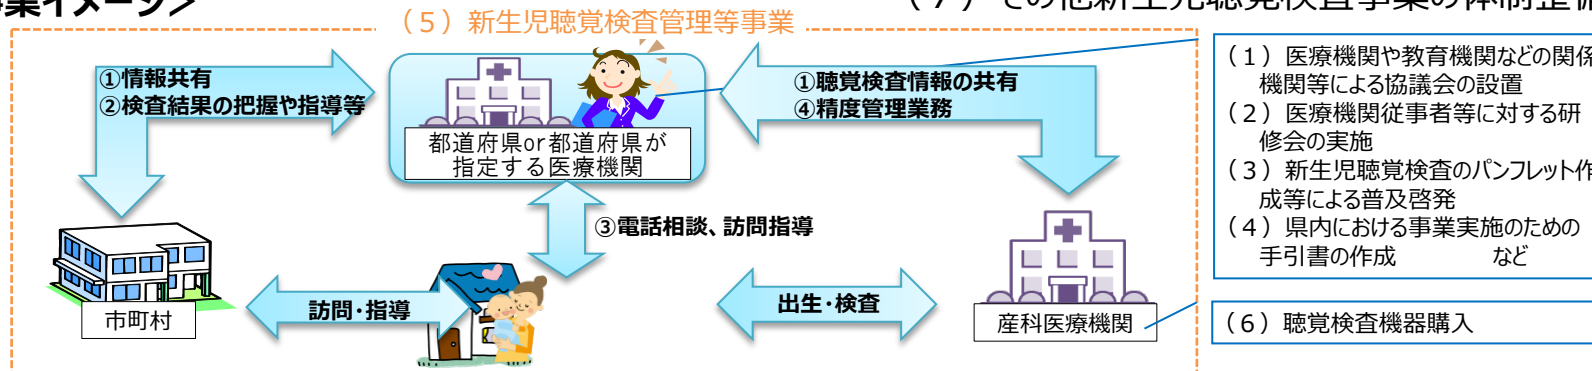 事業イメージ＞
（７）その他新生児聴覚検査事業の体制整備
（５）新生児聴覚検査管理等事業
①情報共有
②検査結果の把握や指導等
都道府県or都道府県が
指定する医療機関
①聴覚検査情報の共有
④精度管理業務
（１）医療機関や教育機関などの関係
機関等による協議会の設置
（２）医療機関従事者等に対する研
修会の実施
（３）新生児聴覚検査のパンフレット作
成等による普及啓発
（４）県内における事業実施のための
手引書の作成　　　など
③電話相談、訪問指導
市町村
訪問・指導
出生・検査
産科医療機関
（６）聴覚検査機器購入